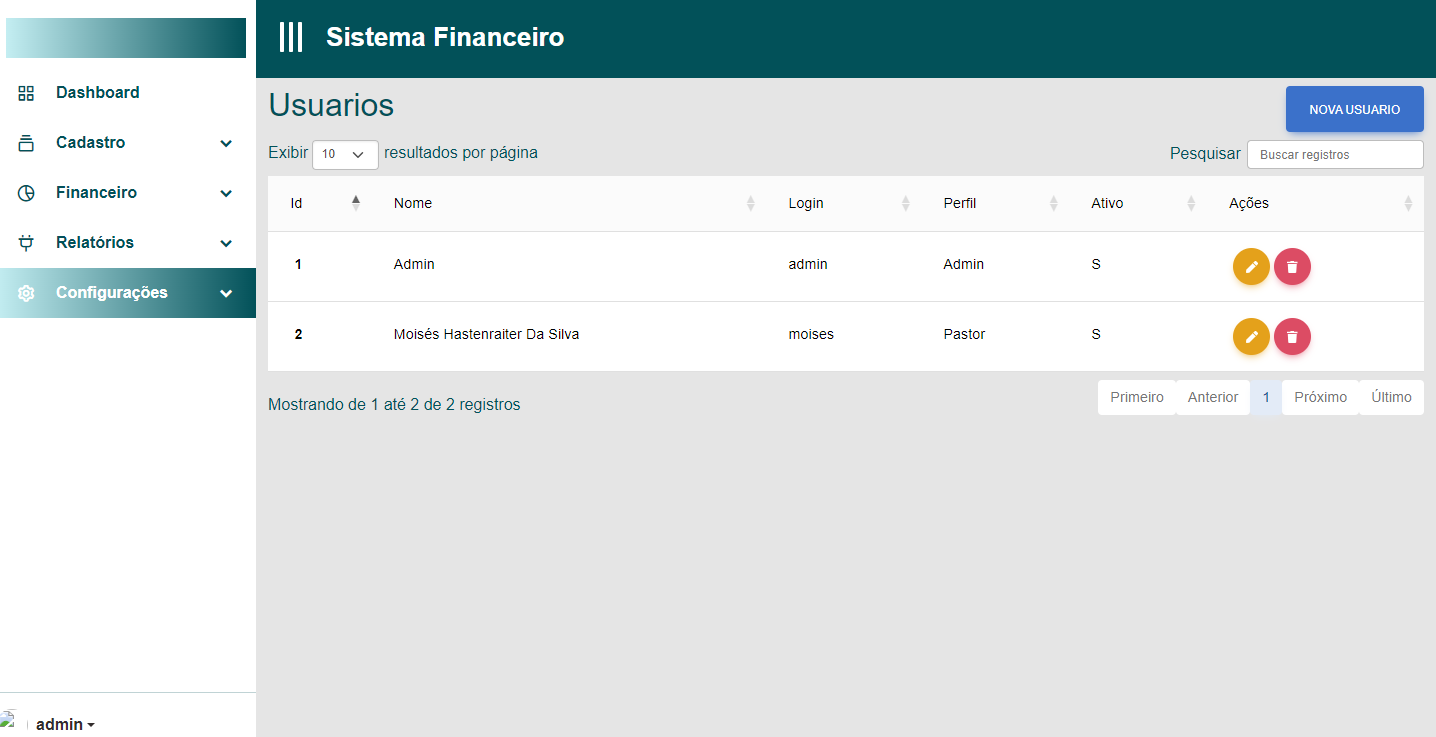 Sistema Financeiro
Dashboard
Cadastro
Financeiro
Relatórios
Configurações
admin
Usuarios
NOVA USUARIO
Exibir 10 resultados por página
Pesquisar Buscar registros
Id Nome Login Perfil Ativo Ações
1 Admin admin Admin S
2 Moisés Hastenraiter Da Silva moises Pastor S
Mostrando de 1 até 2 de 2 registros
Primeiro Anterior 1 Próximo Último